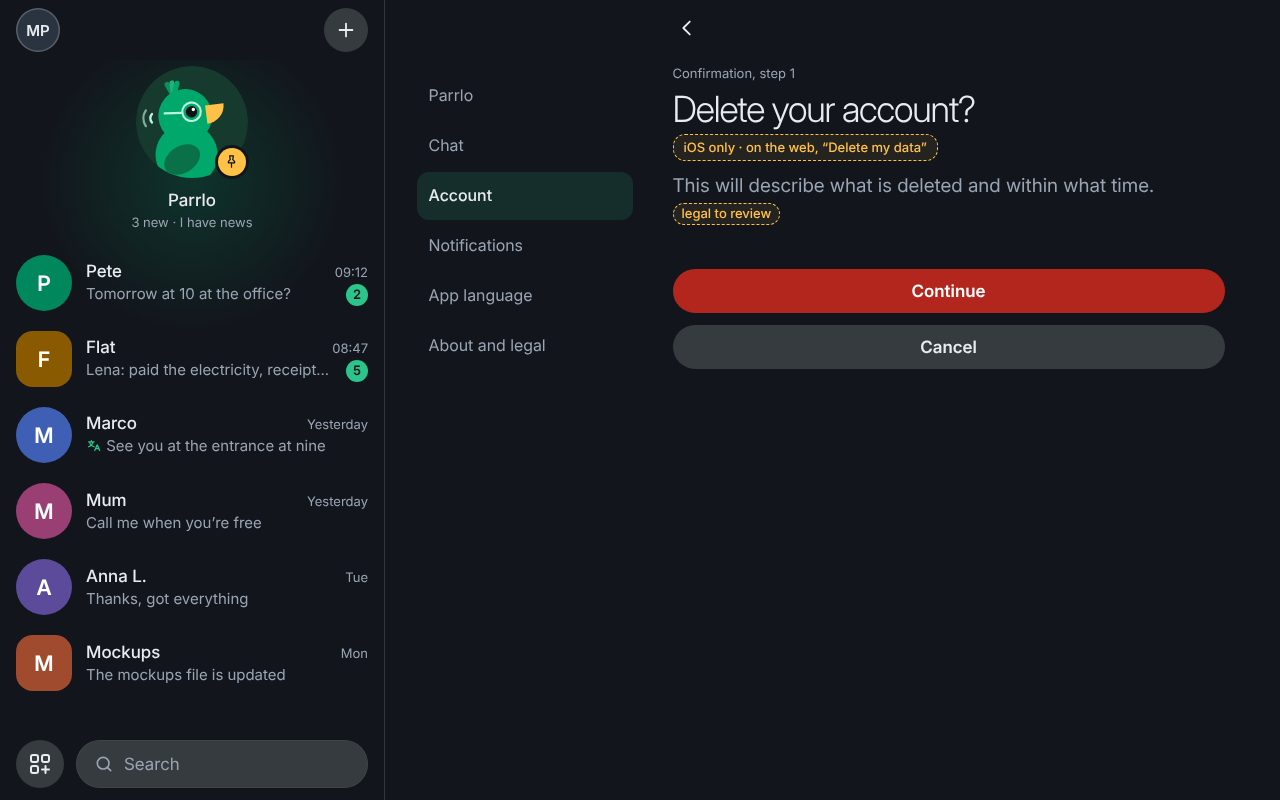 MP
Parrlo
3 new · I have news
P
Pete
09:12
Tomorrow at 10 at the office?
2
F
Flat
08:47
Lena: paid the electricity, receipt…
5
M
Marco
Yesterday
See you at the entrance at nine
M
Mum
Yesterday
Call me when you’re free
A
Anna L.
Tue
Thanks, got everything
M
Mockups
Mon
The mockups file is updated
Search
Parrlo
Chat
Account
Notifications
App language
About and legal
Confirmation, step 1
Delete your account?
iOS only · on the web, “Delete my data”
This will describe what is deleted and within what time.
legal to review
Continue
Cancel